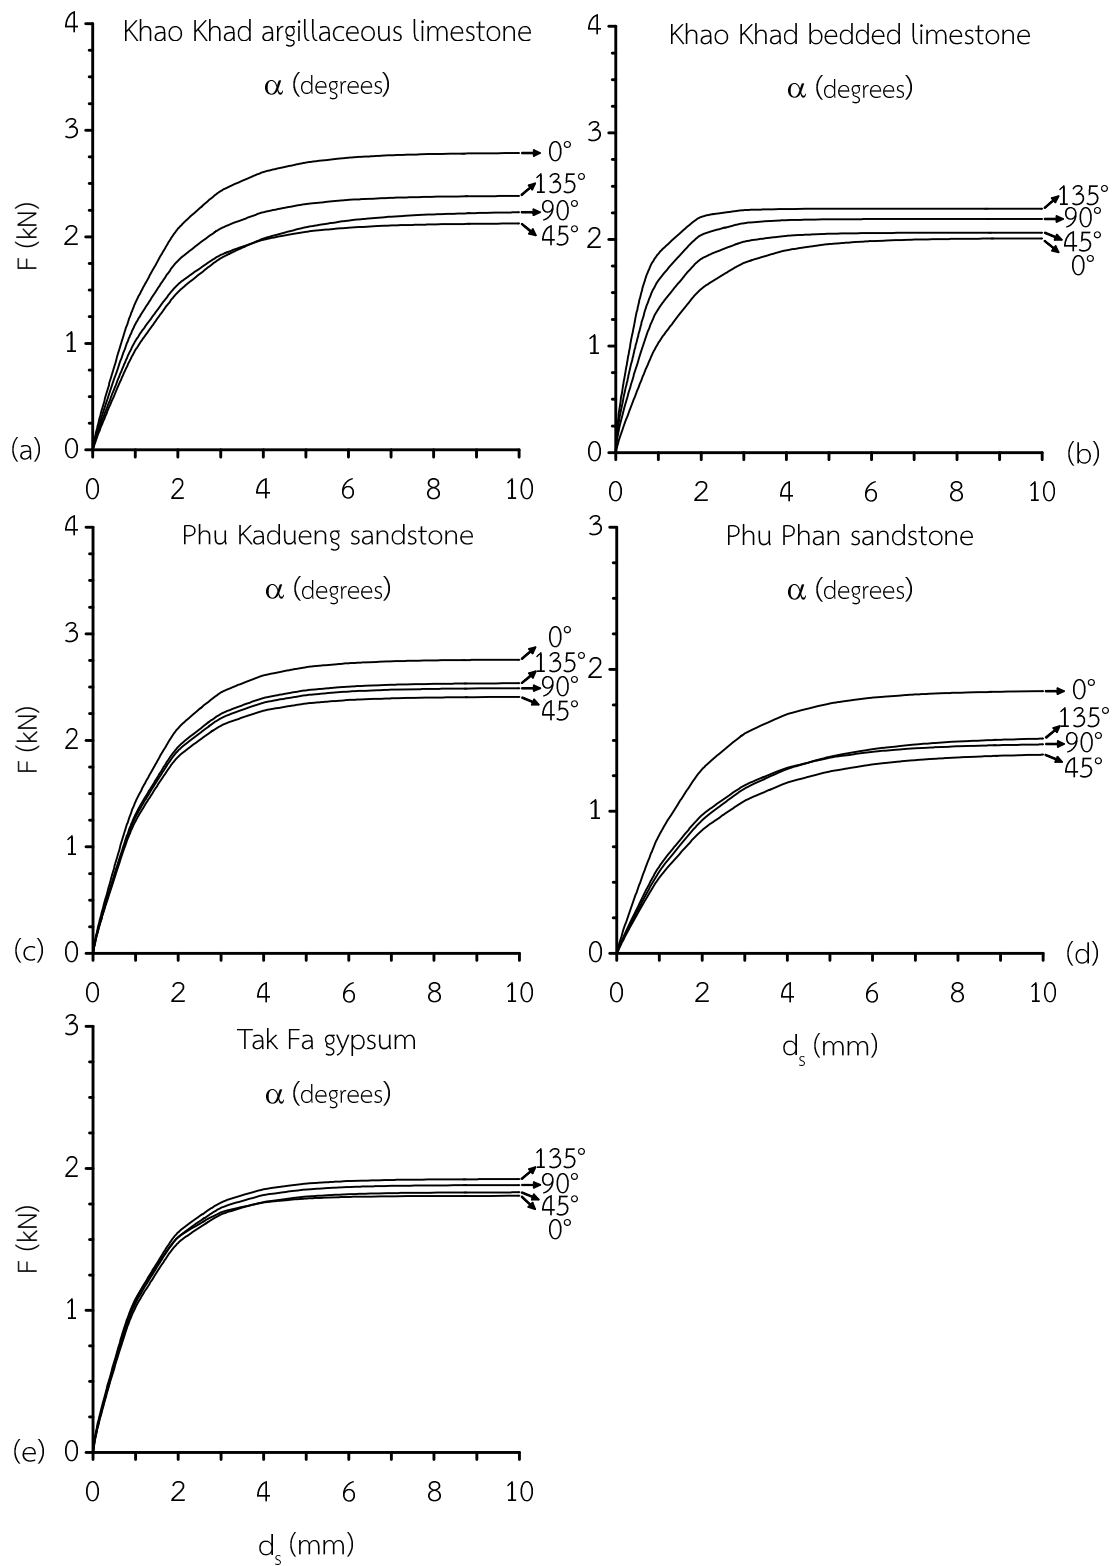 Khao Khad argillaceous limestone
α (degrees)
F (kN)
4
3
2
1
0
0°
135°
90°
45°
(a)
0 2 4 6 8 10
Khao Khad bedded limestone
α (degrees)
4
3
2
1
0
135°
90°
45°
0°
(b)
0 2 4 6 8 10
Phu Kadueng sandstone
α (degrees)
F (kN)
4
3
2
1
0
0°
135°
90°
45°
(c)
0 2 4 6 8 10
Phu Phan sandstone
α (degrees)
3
2
1
0
0°
135°
90°
45°
(d)
0 2 4 6 8 10
ds (mm)
Tak Fa gypsum
α (degrees)
F (kN)
3
2
1
0
135°
90°
45°
0°
(e)
0 2 4 6 8 10
ds (mm)